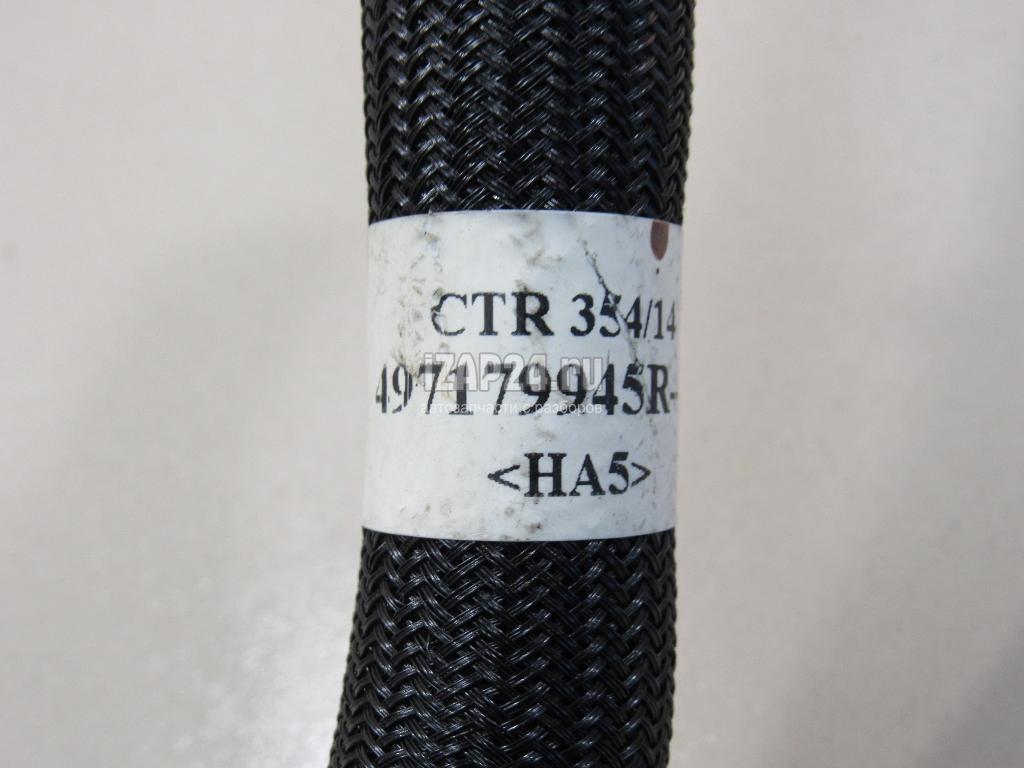 CTR 354/14
iZAP24.ru
497179945R-
автозапчасти с разборов
<HA5>